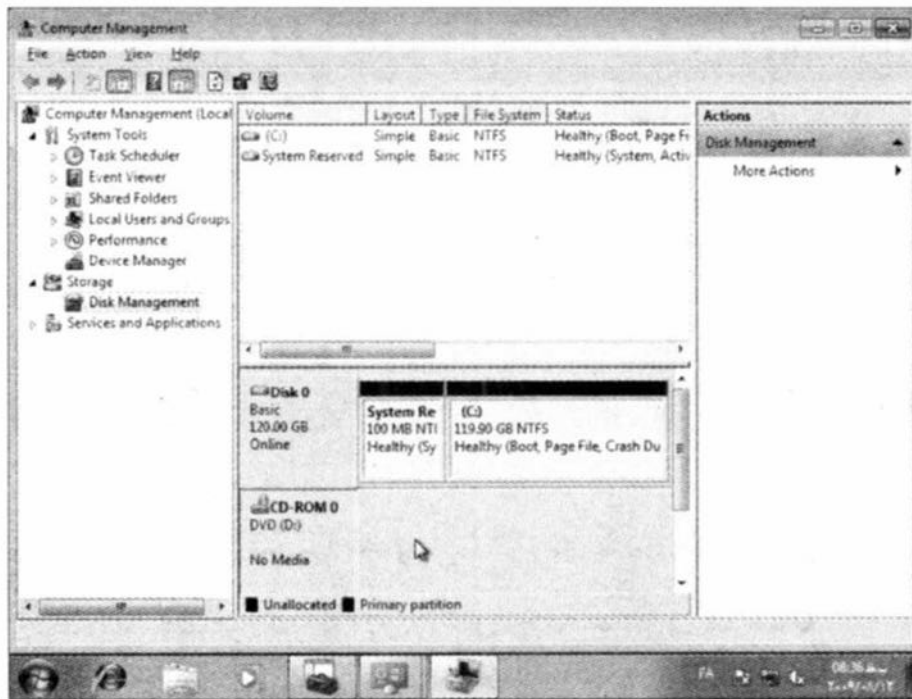 Computer Management
File Action View Help
Computer Management (Local
System Tools
Task Scheduler
Event Viewer
Shared Folders
Local Users and Groups
Performance
Device Manager
Storage
Disk Management
Services and Applications
Volume Layout Type File System Status
(C:) Simple Basic NTFS Healthy (Boot, Page Fi
System Reserved Simple Basic NTFS Healthy (System, Activ
Disk 0
Basic
120.00 GB
Online
System Re
100 MB NTI
Healthy (Sy
(C:)
119.90 GB NTFS
Healthy (Boot, Page File, Crash Du
CD-ROM 0
DVD (D:)
No Media
Unallocated Primary partition
Actions
Disk Management
More Actions
FA
08:36